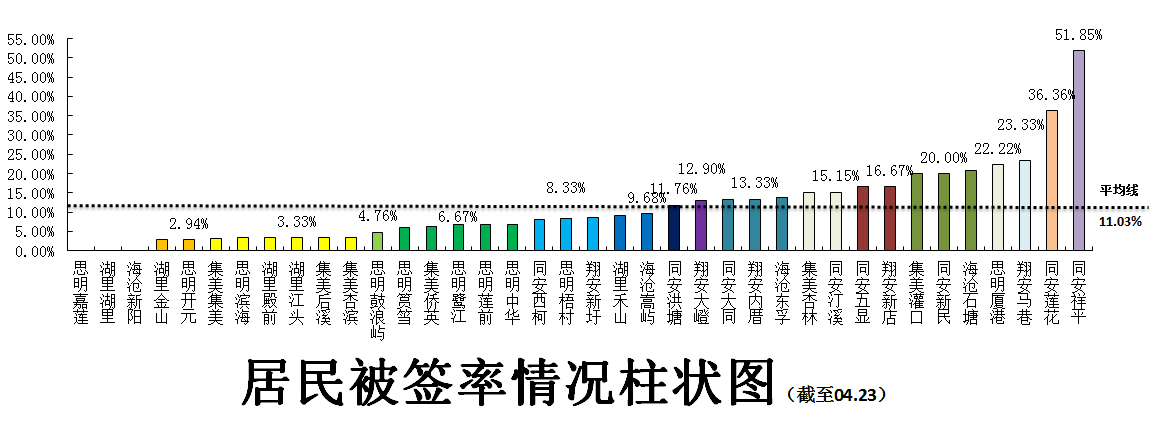 55.00%
50.00%
45.00%
40.00%
35.00%
30.00%
25.00%
20.00%
15.00%
10.00%
5.00%
0.00%
2.94%
3.33%
4.76%
6.67%
8.33%
9.68%
11.76%
12.90%
13.33%
15.15%
16.67%
20.00%
22.22%
23.33%
36.36%
51.85%
平均线
11.03%
思明嘉莲
湖里湖里
海沧新阳
湖里金山
思明开元
集美集美
思明滨海
湖里殿前
湖里江头
集美后溪
集美杏滨
思明鼓浪屿
思明筼筜
集美侨英
思明鹭江
思明莲前
思明中华
同安西柯
思明梧村
翔安新圩
湖里禾山
海沧嵩屿
同安洪塘
翔安大嶝
同安大同
翔安内厝
海沧东孚
集美杏林
同安汀溪
同安五显
翔安新店
集美灌口
同安新民
海沧石塘
思明厦港
翔安马巷
同安莲花
同安祥平
居民被签率情况柱状图（截至04.23）